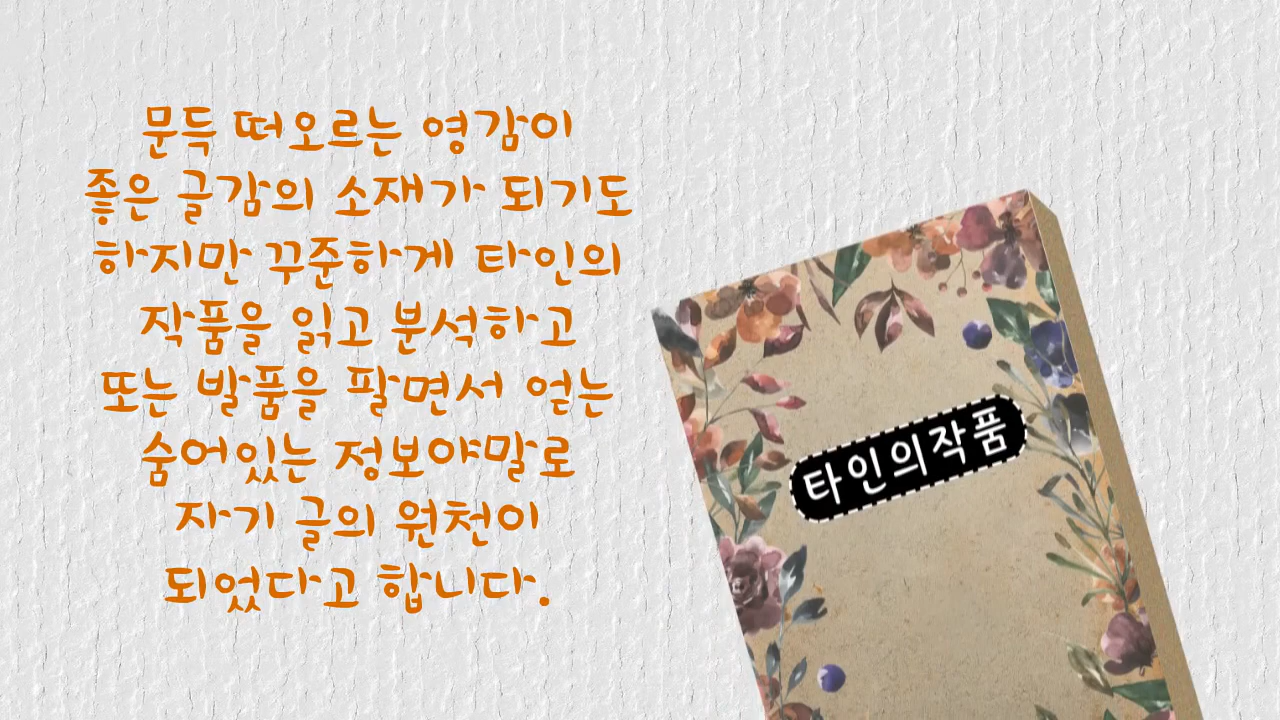 문득 떠오르는 영감이
좋은 글감의 소재가 되기도
하지만 꾸준하게 타인의
작품을 읽고 분석하고
또는 발품을 팔면서 얻는
숨어있는 정보야말로
자기 글의 원천이
되었다고 합니다.
타인의작품